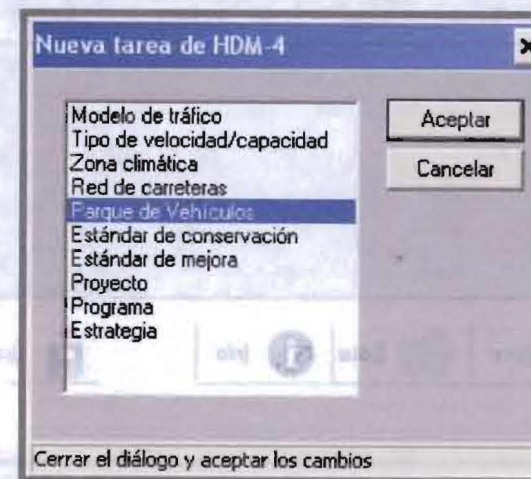 Nueva tarea de HDM-4
Modelo de tráfico
Tipo de velocidad/capacidad
Zona climática
Red de carreteras
Parque de Vehículos
Estándar de conservación
Estándar de mejora
Proyecto
Programa
Estrategia
Aceptar
Cancelar
Cerrar el diálogo y aceptar los cambios